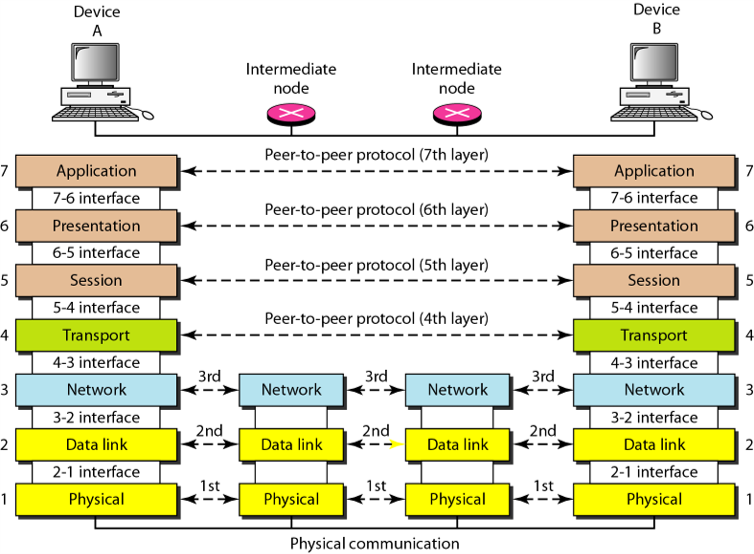 Device
A
Device
B
Intermediate
node
Intermediate
node
Peer-to-peer protocol (7th layer)
7 Application Application 7
7-6 interface 7-6 interface
Peer-to-peer protocol (6th layer)
6 Presentation Presentation 6
6-5 interface 6-5 interface
Peer-to-peer protocol (5th layer)
5 Session Session 5
5-4 interface 5-4 interface
Peer-to-peer protocol (4th layer)
4 Transport Transport 4
4-3 interface 4-3 interface
3rd 3rd 3rd
3 Network Network Network Network 3
3-2 interface 3-2 interface
2nd 2nd 2nd
2 Data link Data link Data link Data link 2
2-1 interface 2-1 interface
1st 1st 1st
1 Physical Physical Physical Physical 1
Physical communication